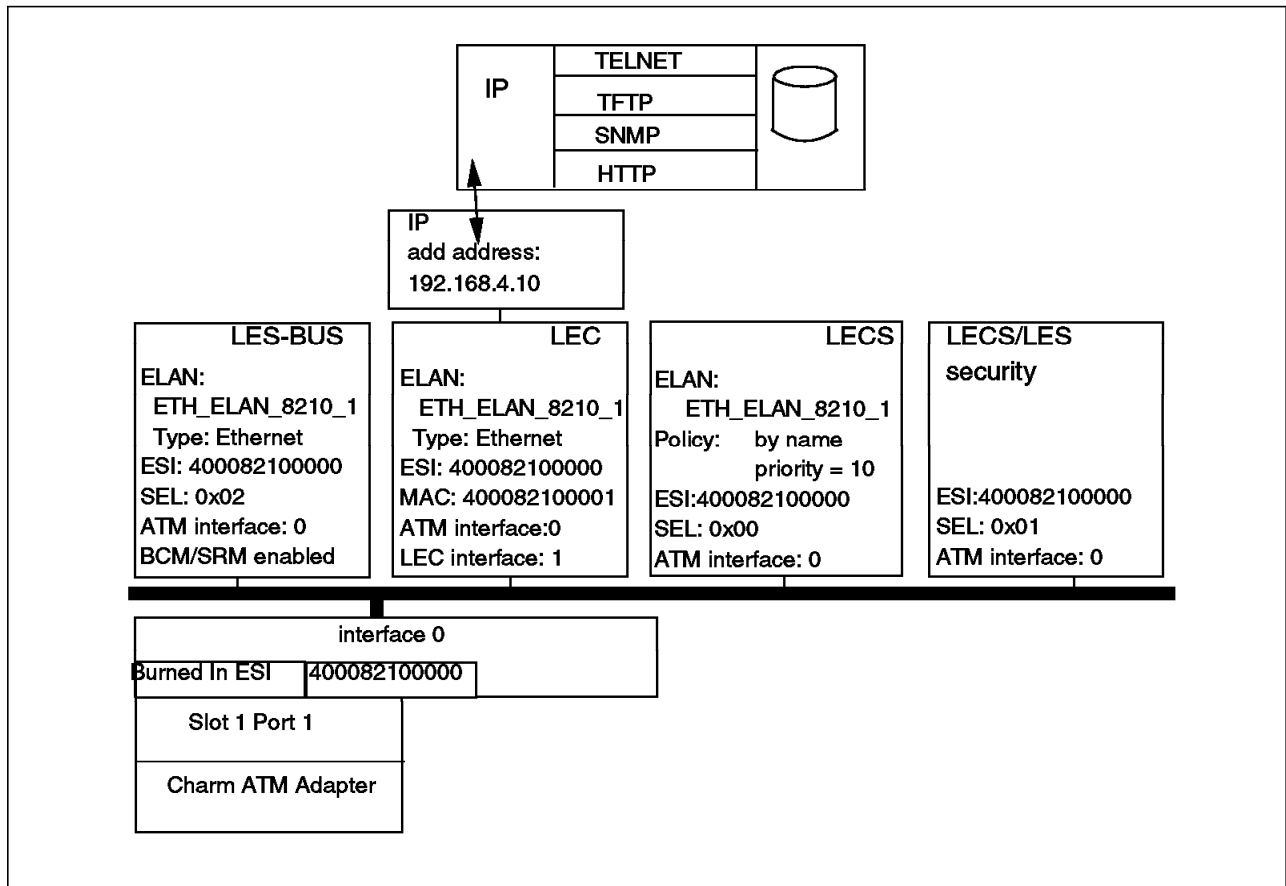 IP
TELNET
TFTP
SNMP
HTTP
IP
add address:
192.168.4.10
LES-BUS
ELAN:
ETH_ELAN_8210_1
Type: Ethernet
ESI: 400082100000
SEL: 0x02
ATM interface: 0
BCM/SRM enabled
LEC
ELAN:
ETH_ELAN_8210_1
Type: Ethernet
ESI: 400082100000
MAC: 400082100001
ATM interface:0
LEC interface: 1
LECS
ELAN:
ETH_ELAN_8210_1
Policy: by name
priority = 10
ESI:400082100000
SEL: 0x00
ATM interface: 0
LECS/LES
security
ESI:400082100000
SEL: 0x01
ATM interface: 0
interface 0
Burned In ESI 400082100000
Slot 1 Port 1
Charm ATM Adapter